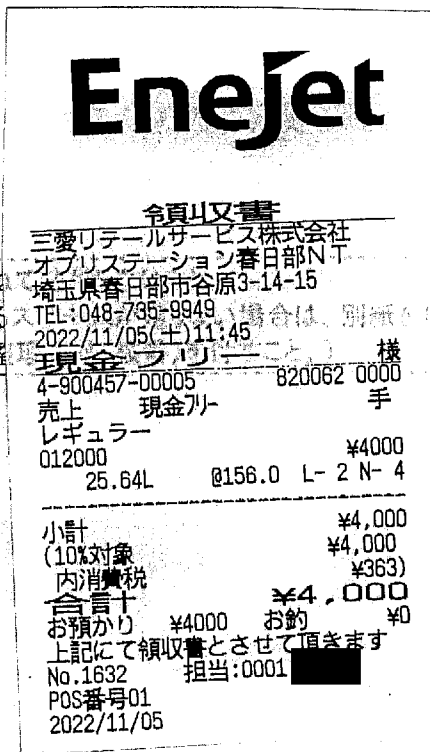 Enejet
領収書
三愛リテールサービス株式会社
オブリステーション春日部NT
埼玉県春日部市谷原3-14-15
TEL:048-735-9949
2022/11/05(土)11:45
現金フリー 様
4-900457-00005 820062 0000
売上 現金フリー 手
レギュラー
012000 ¥4000
25.64L @156.0 L- 2 N- 4
小計 ¥4,000
(10%対象 ¥4,000
内消費税 ¥363)
合計 ¥4,000
お預かり ¥4000 お釣 ¥0
上記にて領収書とさせて頂きます
No.1632 担当:0001
POS番号01
2022/11/05